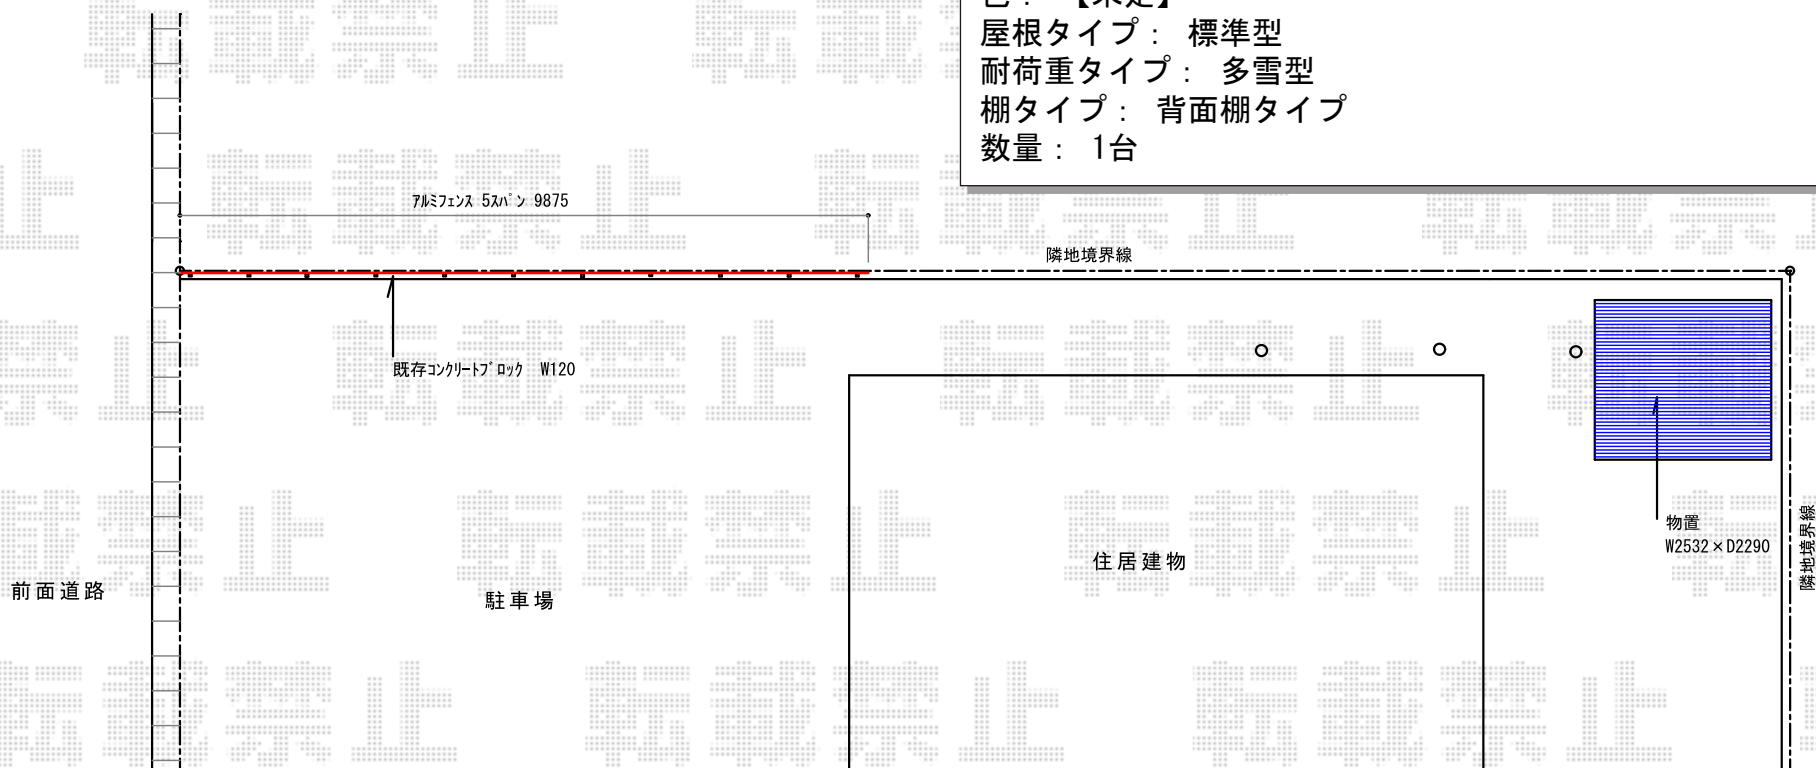 屋根タイプ： 標準型
耐荷重タイプ： 多雪型
棚タイプ： 背面棚タイプ
数量： 1台
ｱﾙﾐﾌｪﾝｽ 5ｽﾊﾟﾝ 9875
隣地境界線
既存ｺﾝｸﾘｰﾄﾌﾞﾛｯｸ W120
物置
W2532×D2290
隣地境界線
住居建物
前面道路
駐車場
転載禁止